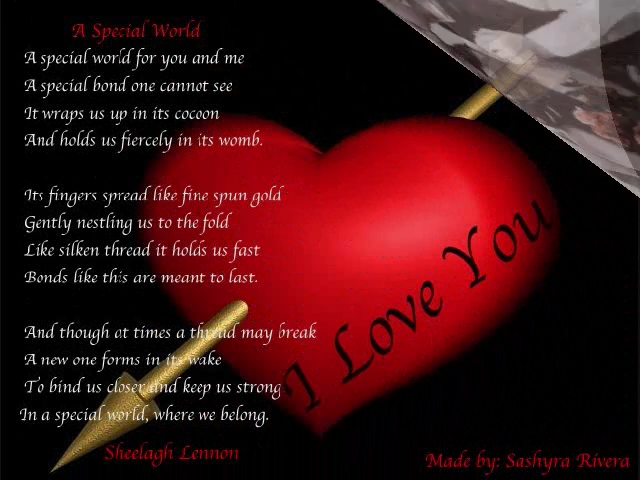 A Special World
A special world for you and me
A special bond one cannot see
It wraps us up in its cocoon
And holds us fiercely in its womb.
Its fingers spread like fine spun gold
Gently nestling us to the fold
Like silken thread it holds us fast
Bonds like this are meant to last.
And though at times a thread may break
A new one forms in its wake
To bind us closer and keep us strong
In a special world, where we belong.
Sheelagh Lennon
I Love You
Made by: Sashyra Rivera